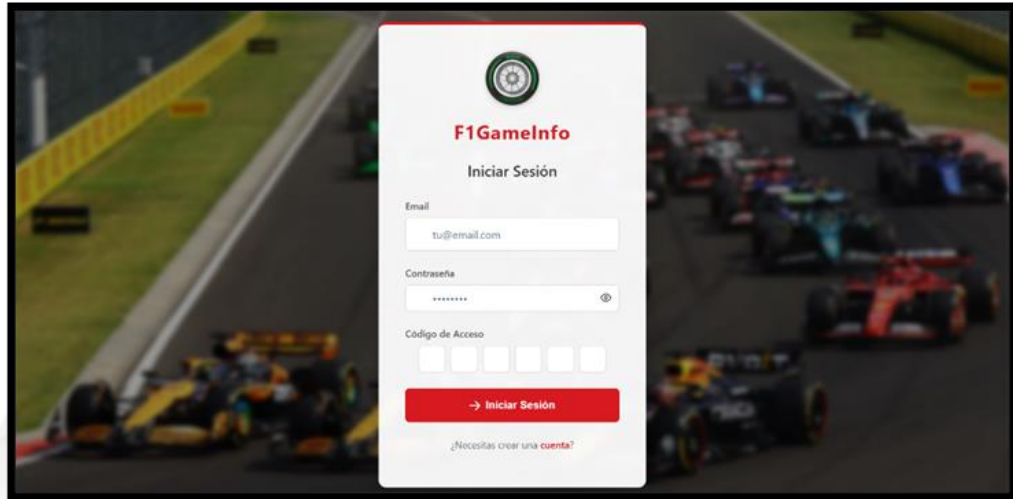 F1GameInfo
Iniciar Sesión
Email
tu@email.com
Contraseña
••••••••
Código de Acceso
→ Iniciar Sesión
¿Necesitas crear una cuenta?